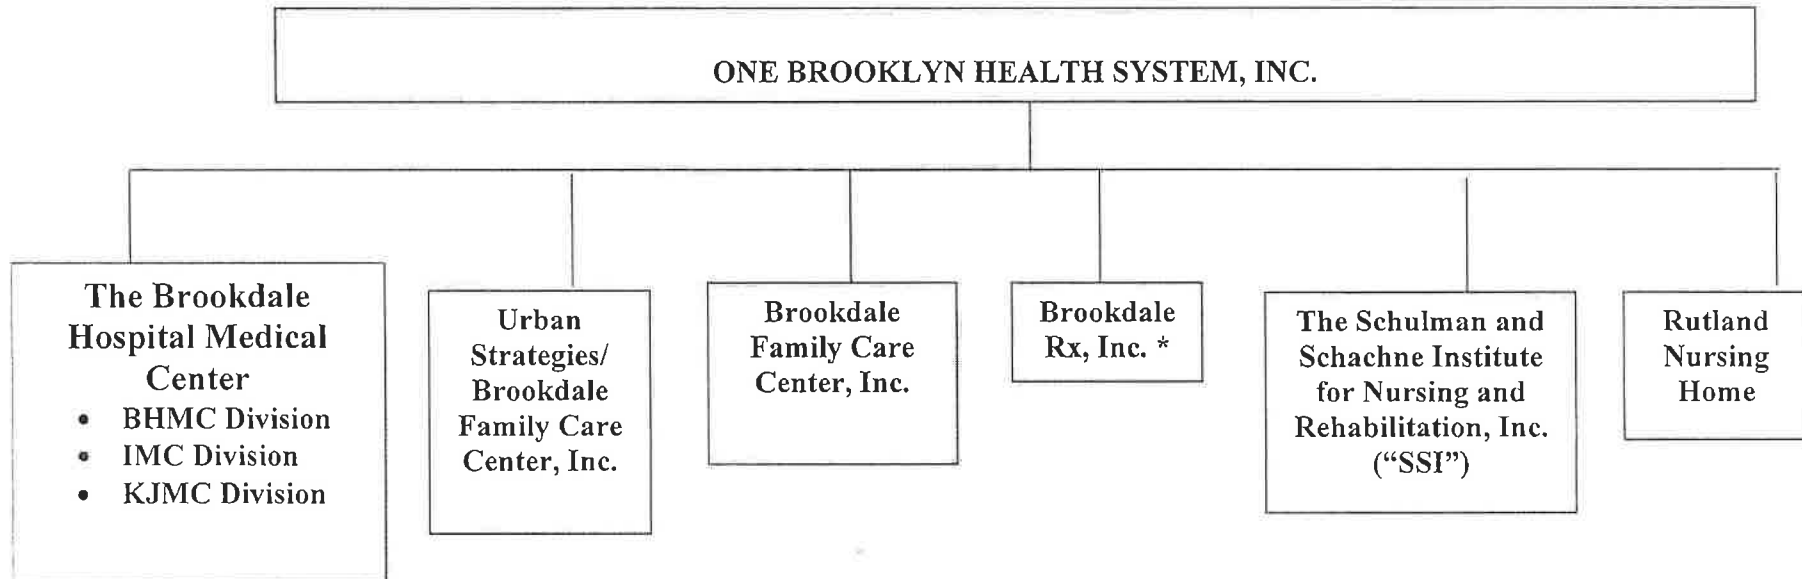 ONE BROOKLYN HEALTH SYSTEM, INC.
The Brookdale
Hospital Medical
Center
• BHMC Division
• IMC Division
• KJMC Division
Urban
Strategies/
Brookdale
Family Care
Center, Inc.
Brookdale
Family Care
Center, Inc.
Brookdale
Rx, Inc. *
The Schulman and
Schachne Institute
for Nursing and
Rehabilitation, Inc.
(“SSI”)
Rutland
Nursing
Home